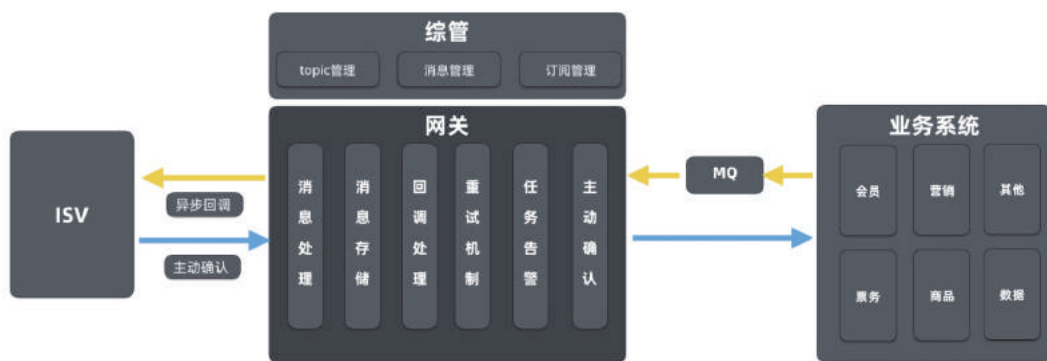 综管
topic管理
消息管理
订阅管理
网关
消息处理
消息存储
回调处理
重试机制
任务告警
主动确认
ISV
异步回调
主动确认
MQ
业务系统
会员
营销
其他
票务
商品
数据